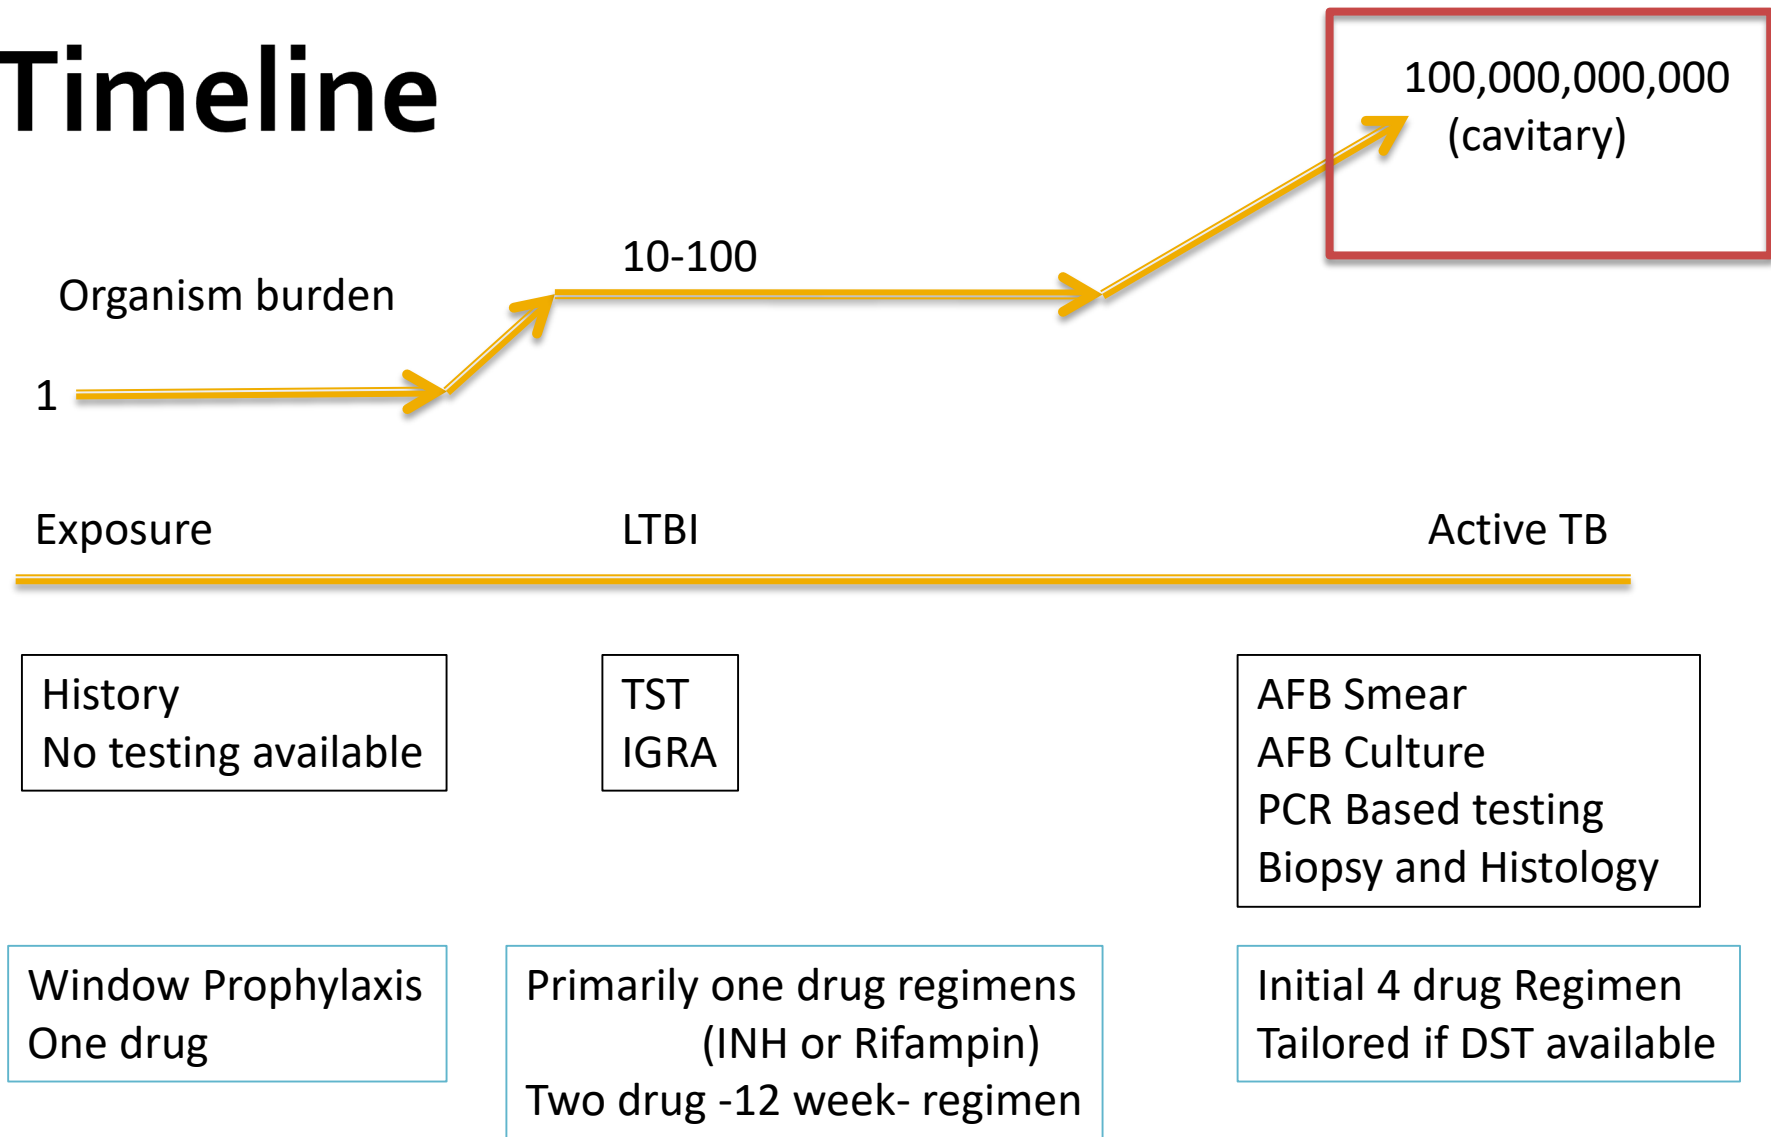 Timeline
100,000,000,000
(cavitary)
10-100
Organism burden
1
Exposure
LTBI
Active TB
History
No testing available
TST
IGRA
AFB Smear
AFB Culture
PCR Based testing
Biopsy and Histology
Window Prophylaxis
One drug
Primarily one drug regimens
(INH or Rifampin)
Two drug -12 week- regimen
Initial 4 drug Regimen
Tailored if DST available